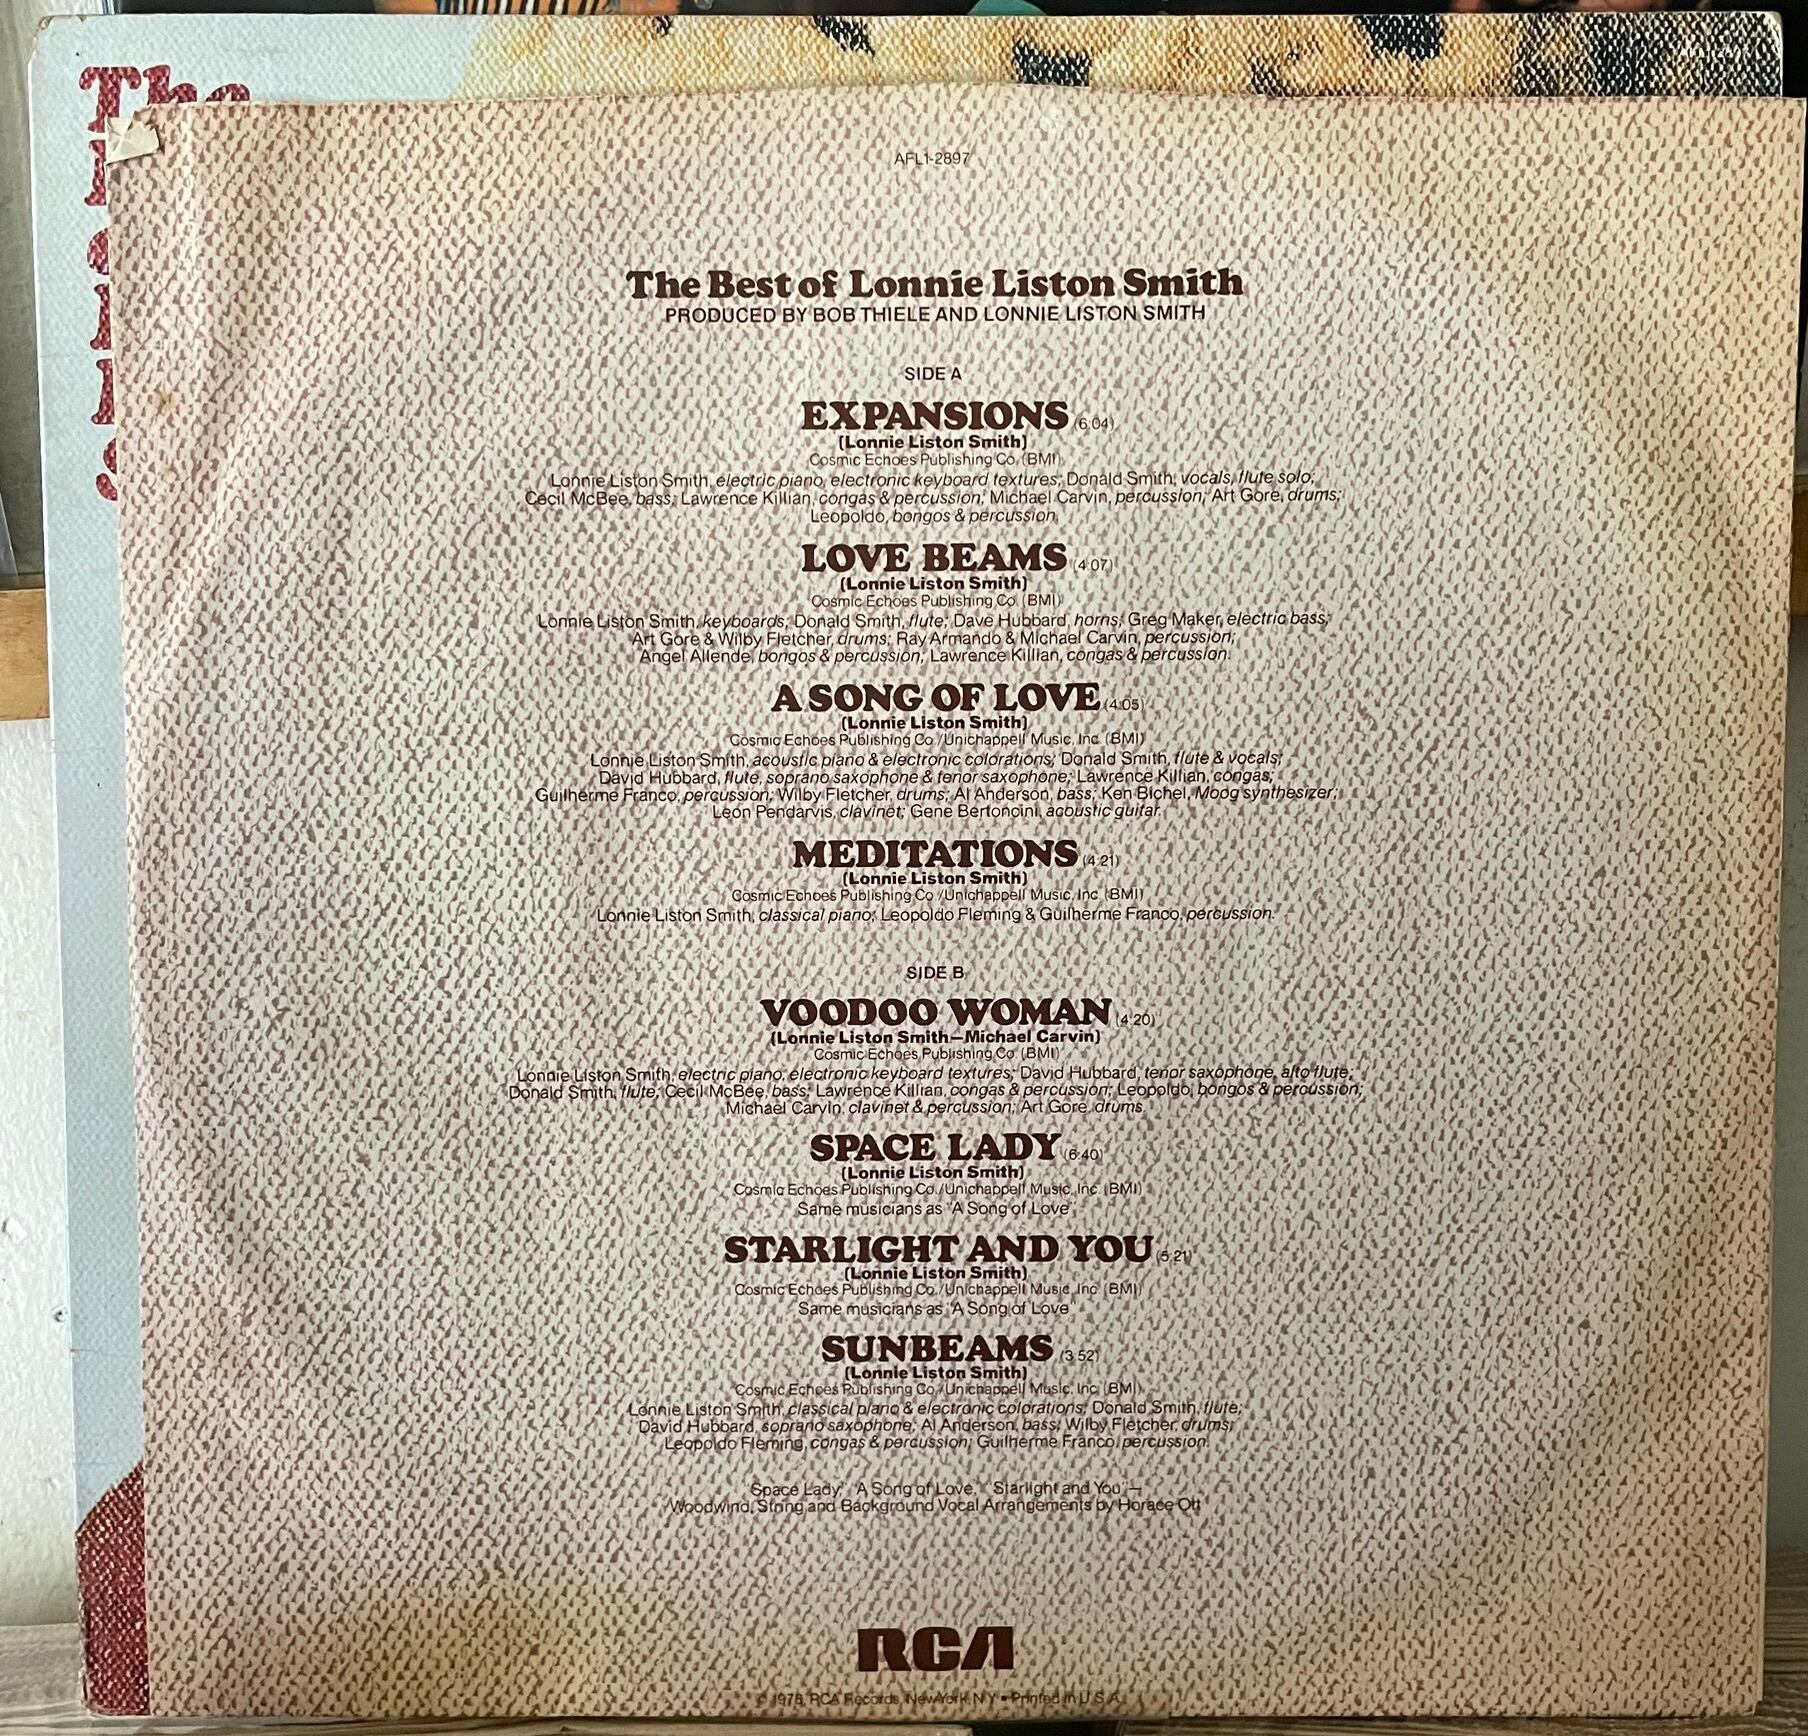 The
AFL1-2897
The Best of Lonnie Liston Smith
PRODUCED BY BOB THIELE AND LONNIE LISTON SMITH
SIDE A
EXPANSIONS (6:04)
(Lonnie Liston Smith)
Cosmic Echoes Publishing Co. (BMI)
Lonnie Liston Smith, electric piano, electronic keyboard textures; Donald Smith, vocals, flute solo;
Cecil McBee, bass; Lawrence Killian, congas & percussion; Michael Carvin, percussion; Art Gore, drums;
Leopoldo, bongos & percussion.
LOVE BEAMS (4:07)
(Lonnie Liston Smith)
Cosmic Echoes Publishing Co. (BMI)
Lonnie Liston Smith, keyboards; Donald Smith, flute; Dave Hubbard, horns; Greg Maker, electric bass;
Art Gore & Wilby Fletcher, drums; Ray Armando & Michael Carvin, percussion;
Angel Allende, bongos & percussion; Lawrence Killian, congas & percussion.
A SONG OF LOVE (4:05)
(Lonnie Liston Smith)
Cosmic Echoes Publishing Co./Unichappell Music, Inc. (BMI)
Lonnie Liston Smith, acoustic piano & electronic colorations; Donald Smith, flute & vocals;
David Hubbard, flute, soprano saxophone & tenor saxophone; Lawrence Killian, congas;
Guilherme Franco, percussion; Wilby Fletcher, drums; Al Anderson, bass; Ken Bichel, Moog synthesizer;
Leon Pendarvis, clavinet; Gene Bertoncini, acoustic guitar.
MEDITATIONS (4:21)
(Lonnie Liston Smith)
Cosmic Echoes Publishing Co./Unichappell Music, Inc. (BMI)
Lonnie Liston Smith, classical piano; Leopoldo Fleming & Guilherme Franco, percussion.
SIDE B
VOODOO WOMAN (4:20)
(Lonnie Liston Smith—Michael Carvin)
Cosmic Echoes Publishing Co. (BMI)
Lonnie Liston Smith, electric piano, electronic keyboard textures; David Hubbard, tenor saxophone, alto flute;
Donald Smith, flute; Cecil McBee, bass; Lawrence Killian, congas & percussion; Leopoldo, bongos & percussion;
Michael Carvin, clavinet & percussion; Art Gore, drums.
SPACE LADY (6:40)
(Lonnie Liston Smith)
Cosmic Echoes Publishing Co./Unichappell Music, Inc. (BMI)
Same musicians as "A Song of Love"
STARLIGHT AND YOU (5:21)
(Lonnie Liston Smith)
Cosmic Echoes Publishing Co./Unichappell Music, Inc. (BMI)
Same musicians as "A Song of Love"
SUNBEAMS (3:52)
(Lonnie Liston Smith)
Cosmic Echoes Publishing Co./Unichappell Music, Inc. (BMI)
Lonnie Liston Smith, classical piano & electronic colorations; Donald Smith, flute;
David Hubbard, soprano saxophone; Al Anderson, bass; Wilby Fletcher, drums;
Leopoldo Fleming, congas & percussion; Guilherme Franco, percussion.
"Space Lady," "A Song of Love," "Starlight and You"—
Woodwind, String and Background Vocal Arrangements by Horace Ott
RCA
© 1978, RCA Records, New York, N.Y. • Printed in U.S.A.